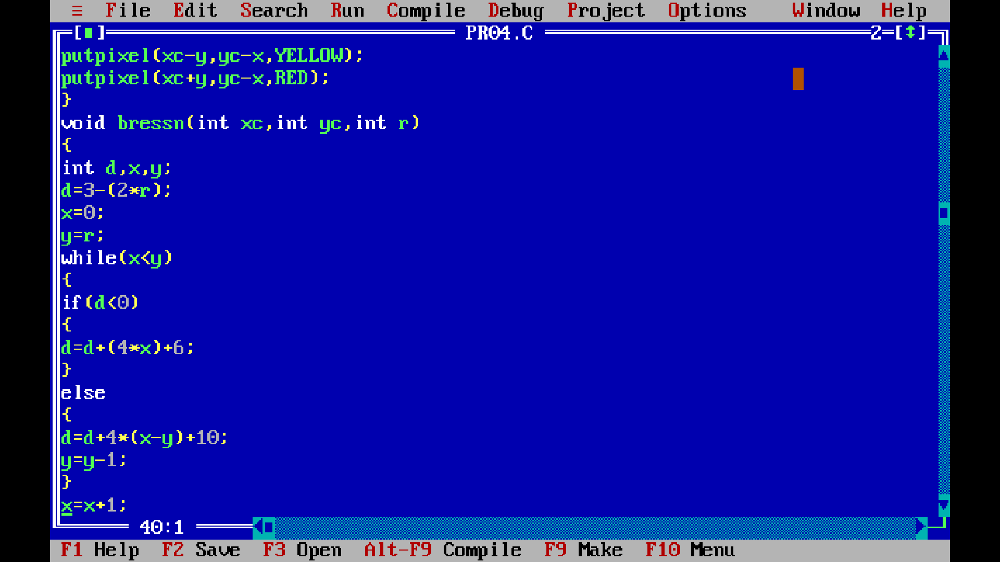 ≡ File Edit Search Run Compile Debug Project Options Window Help
[■] PR04.C 2=[↕]
putpixel(xc-y,yc-x,YELLOW);
putpixel(xc+y,yc-x,RED);
}
void bressn(int xc,int yc,int r)
{
int d,x,y;
d=3-(2*r);
x=0;
y=r;
while(x<y)
{
if(d<0)
{
d=d+(4*x)+6;
}
else
{
d=d+4*(x-y)+10;
y=y-1;
}
x=x+1;
40:1
F1 Help F2 Save F3 Open Alt-F9 Compile F9 Make F10 Menu